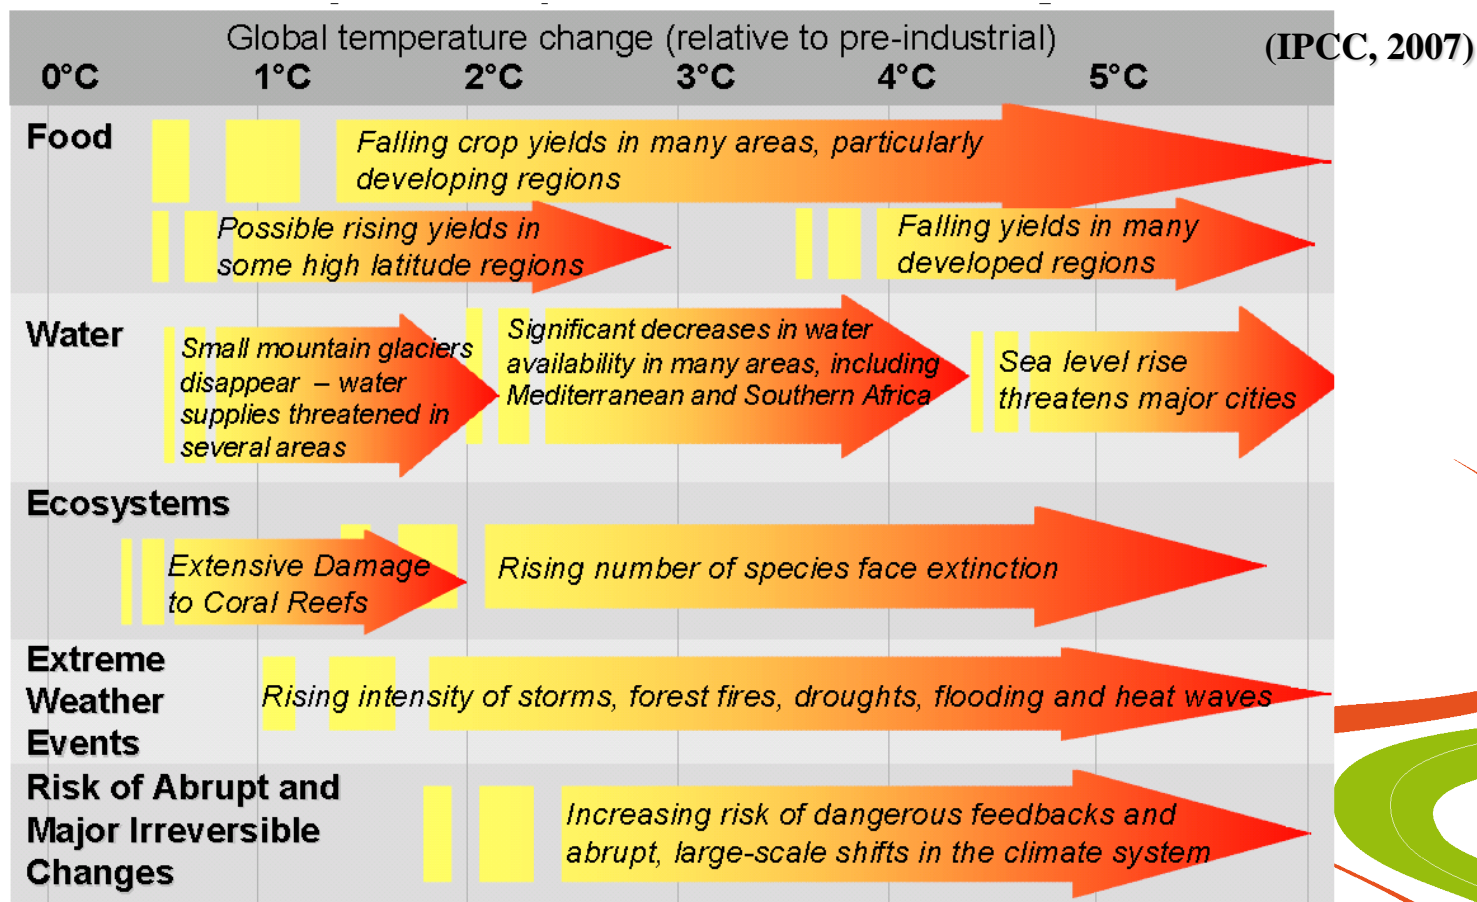 Global temperature change (relative to pre-industrial)
(IPCC, 2007)
0°C 1°C 2°C 3°C 4°C 5°C
Food
Falling crop yields in many areas, particularly
developing regions
Possible rising yields in
some high latitude regions
Falling yields in many
developed regions
Water
Small mountain glaciers
disappear – water
supplies threatened in
several areas
Significant decreases in water
availability in many areas, including
Mediterranean and Southern Africa
Sea level rise
threatens major cities
Ecosystems
Extensive Damage
to Coral Reefs
Rising number of species face extinction
Extreme
Weather
Events
Rising intensity of storms, forest fires, droughts, flooding and heat waves
Risk of Abrupt and
Major Irreversible
Changes
Increasing risk of dangerous feedbacks and
abrupt, large-scale shifts in the climate system